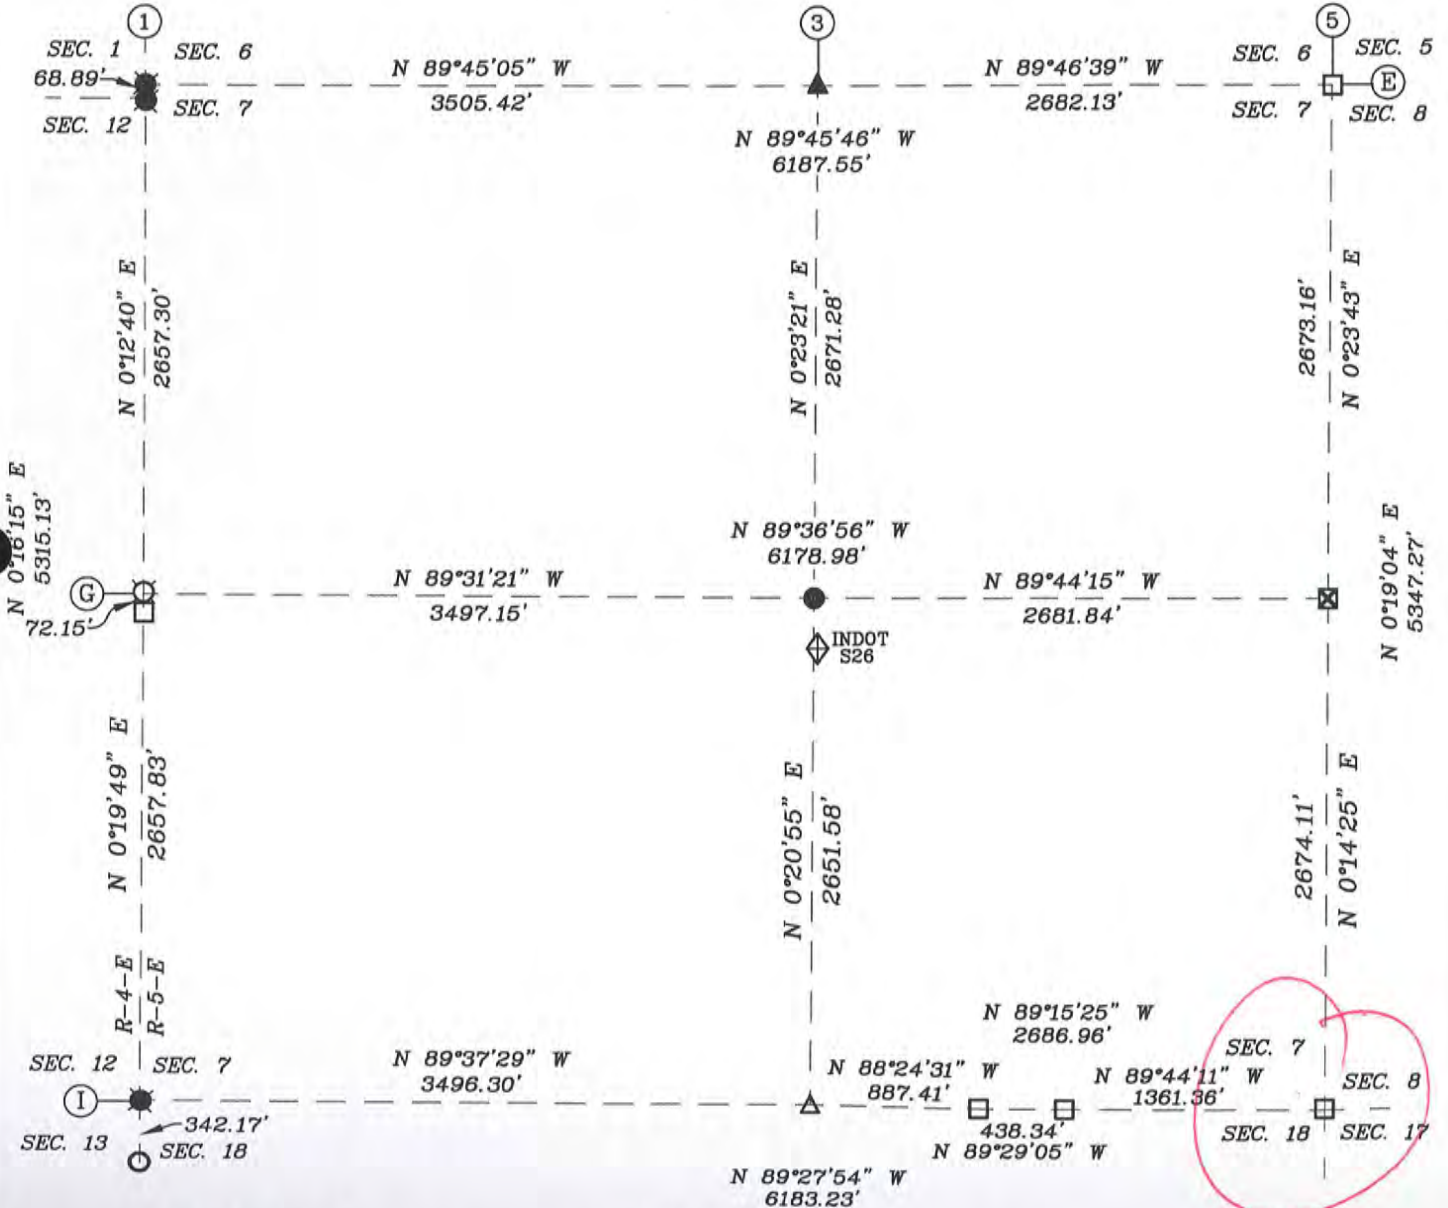 1
3
5
SEC. 1
SEC. 6
SEC. 6
SEC. 5
68.89'
N 89°45'05" W
3505.42'
N 89°46'39" W
2682.13'
E
SEC. 12
SEC. 7
SEC. 7
SEC. 8
N 89°45'46" W
6187.55'
N 0°12'40" E
2657.30'
N 0°23'21" E
2671.28'
2673.16'
N 0°23'43" E
N 0°16'15" E
5315.13'
N 89°36'56" W
6178.98'
N 0°19'04" E
5347.27'
G
72.15'
N 89°31'21" W
3497.15'
N 89°44'15" W
2681.84'
INDOT
S26
N 0°19'49" E
2657.83'
N 0°20'55" E
2651.58'
2674.11'
N 0°14'25" E
R-4-E
R-5-E
N 89°15'25" W
2686.96'
SEC. 12
SEC. 7
N 89°37'29" W
3496.30'
N 88°24'31" W
887.41'
N 89°44'11" W
1361.36'
SEC. 7
SEC. 8
I
342.17'
SEC. 13
SEC. 18
438.34'
N 89°29'05" W
SEC. 18
SEC. 17
N 89°27'54" W
6183.23'